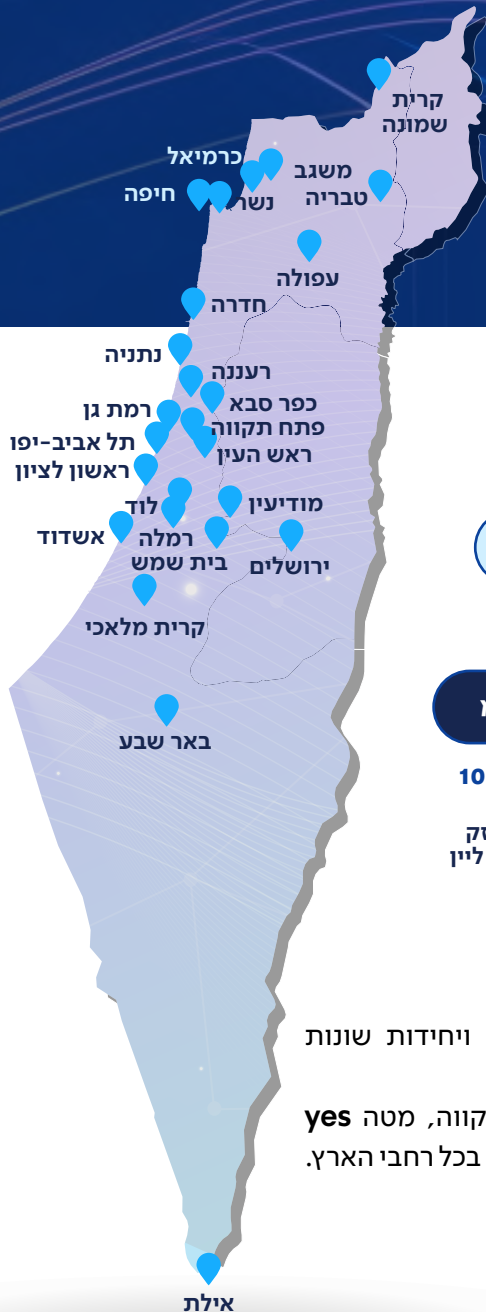 קרית
שמונה
כרמיאל
משגב
טבריה
נשר
חיפה
עפולה
חדרה
נתניה
רעננה
כפר סבא
רמת גן
פתח תקווה
תל אביב-יפו
ראש העין
ראשון לציון
מודיעין
לוד
אשדוד
רמלה
בית שמש
ירושלים
קרית מלאכי
באר שבע
10
ליין
ויחידות שונות
קווה, מטה yes
בכל רחבי הארץ.
אילת